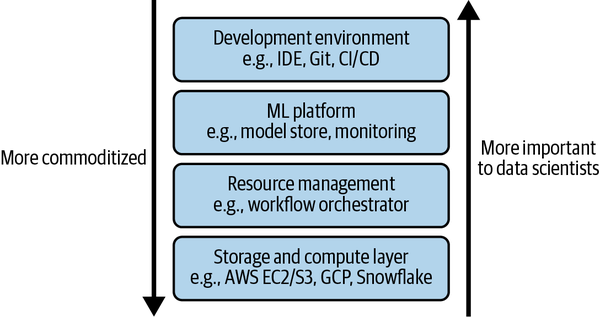 Development environment
e.g., IDE, Git, CI/CD
ML platform
e.g., model store, monitoring
More commoditized
More important
to data scientists
Resource management
e.g., workflow orchestrator
Storage and compute layer
e.g., AWS EC2/S3, GCP, Snowflake